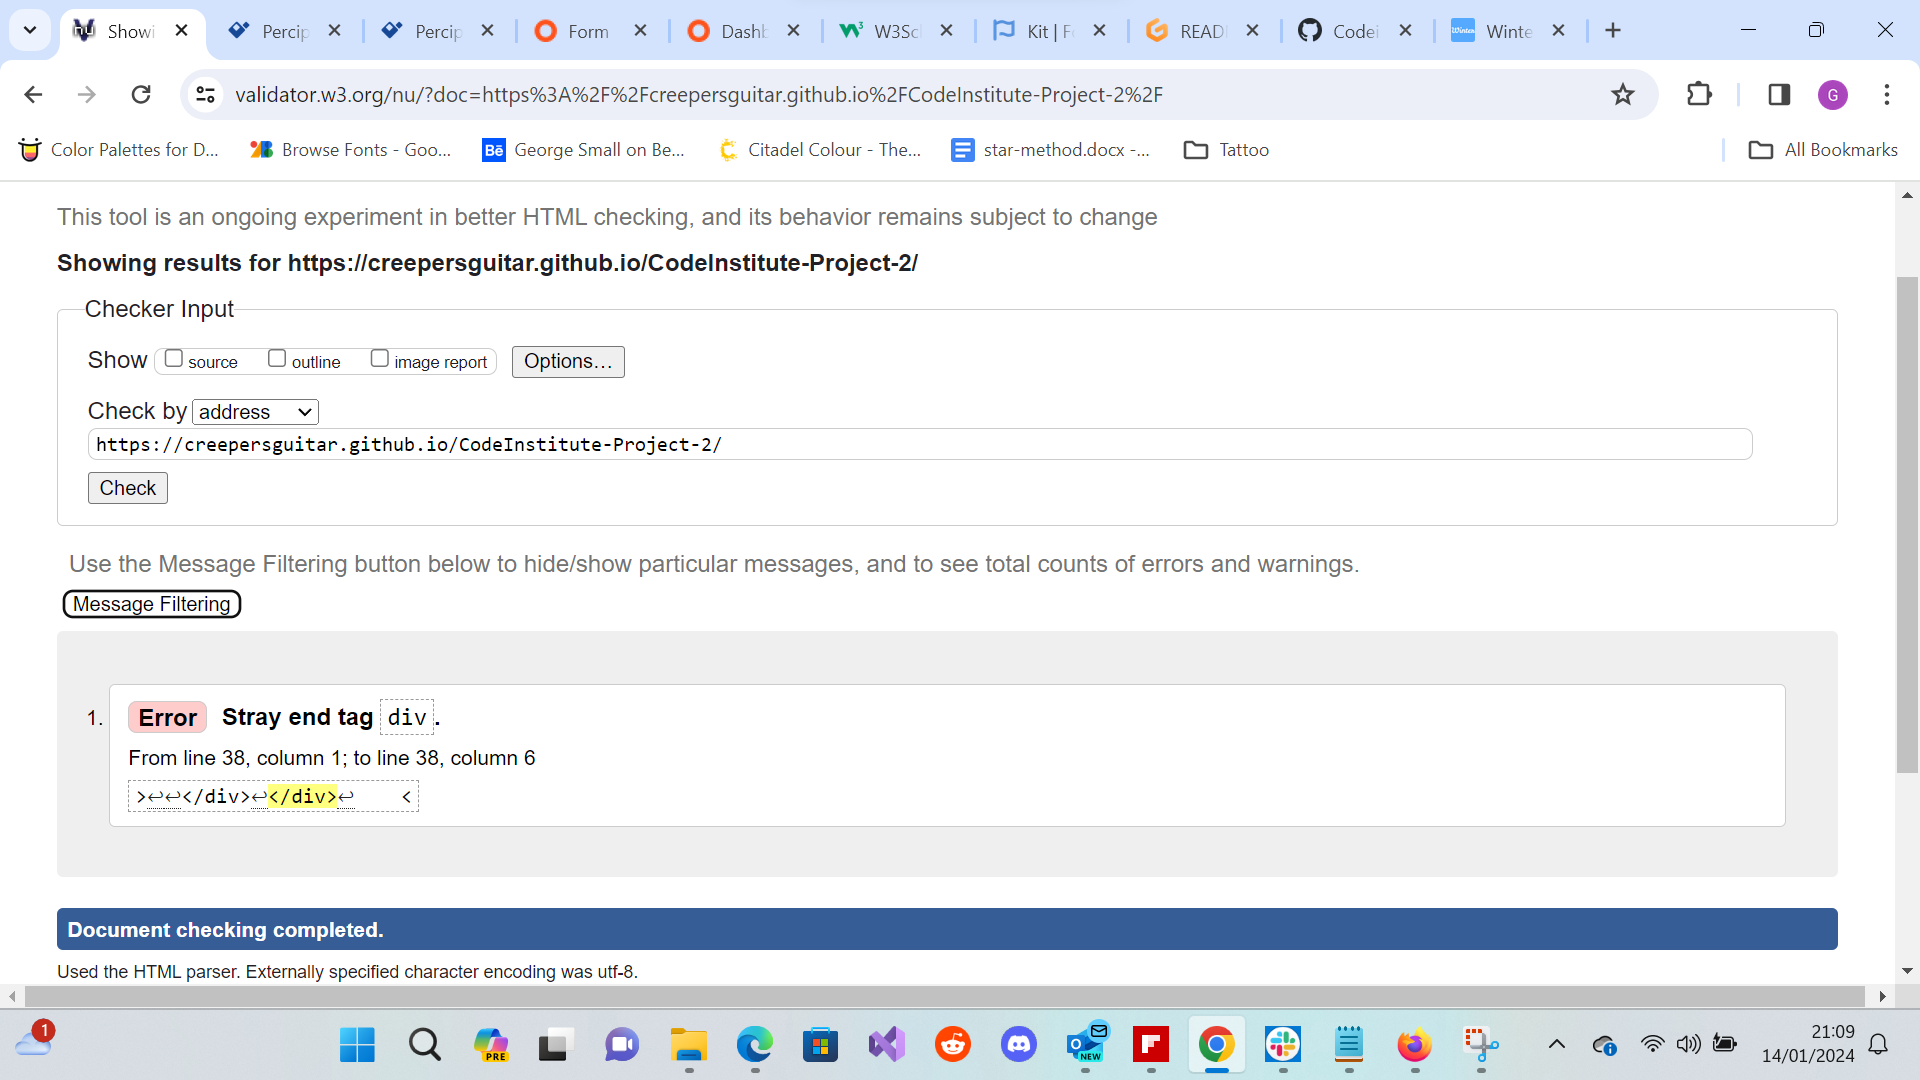 Showi
Percip
Percip
Form
Dashb
W3Scl
Kit | Fo
READ
Codei
Winte
validator.w3.org/nu/?doc=https%3A%2F%2Fcreepersguitar.github.io%2FCodeInstitute-Project-2%2F
G
Color Palettes for D...
Browse Fonts - Goo...
Bē George Small on Be...
Citadel Colour - The...
star-method.docx -...
Tattoo
All Bookmarks
This tool is an ongoing experiment in better HTML checking, and its behavior remains subject to change
Showing results for https://creepersguitar.github.io/CodeInstitute-Project-2/
Checker Input
Show source outline image report Options...
Check by address
https://creepersguitar.github.io/CodeInstitute-Project-2/
Check
Use the Message Filtering button below to hide/show particular messages, and to see total counts of errors and warnings.
Message Filtering
1. Error Stray end tag div.
From line 38, column 1; to line 38, column 6
>↩↩</div>↩</div>↩ <
Document checking completed.
Used the HTML parser. Externally specified character encoding was utf-8.
1
PRE
NEW
21:09
14/01/2024